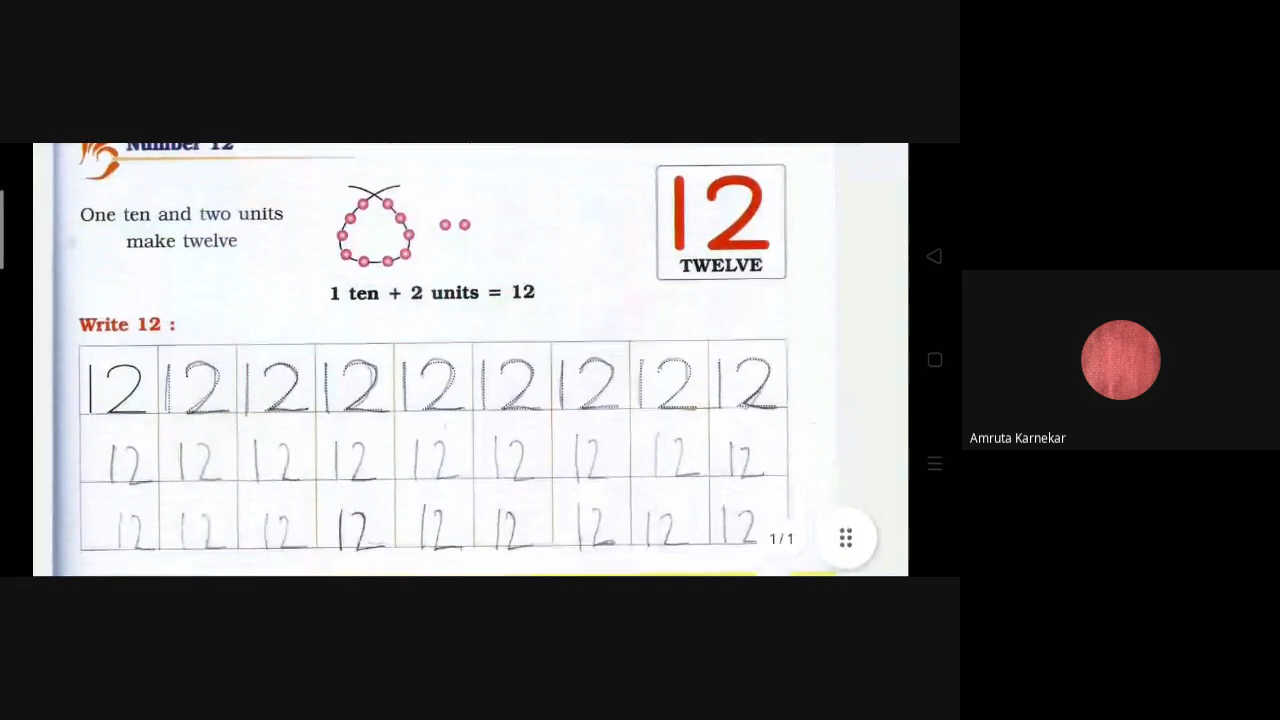 Number 12
One ten and two units
make twelve
12
TWELVE
1 ten + 2 units = 12
Write 12 :
12 12 12 12 12 12 12 12 12
12 12 12 12 12 12 12 12 12
12 12 12 12 12 12 12 12 12
1/1
Amruta Karnekar